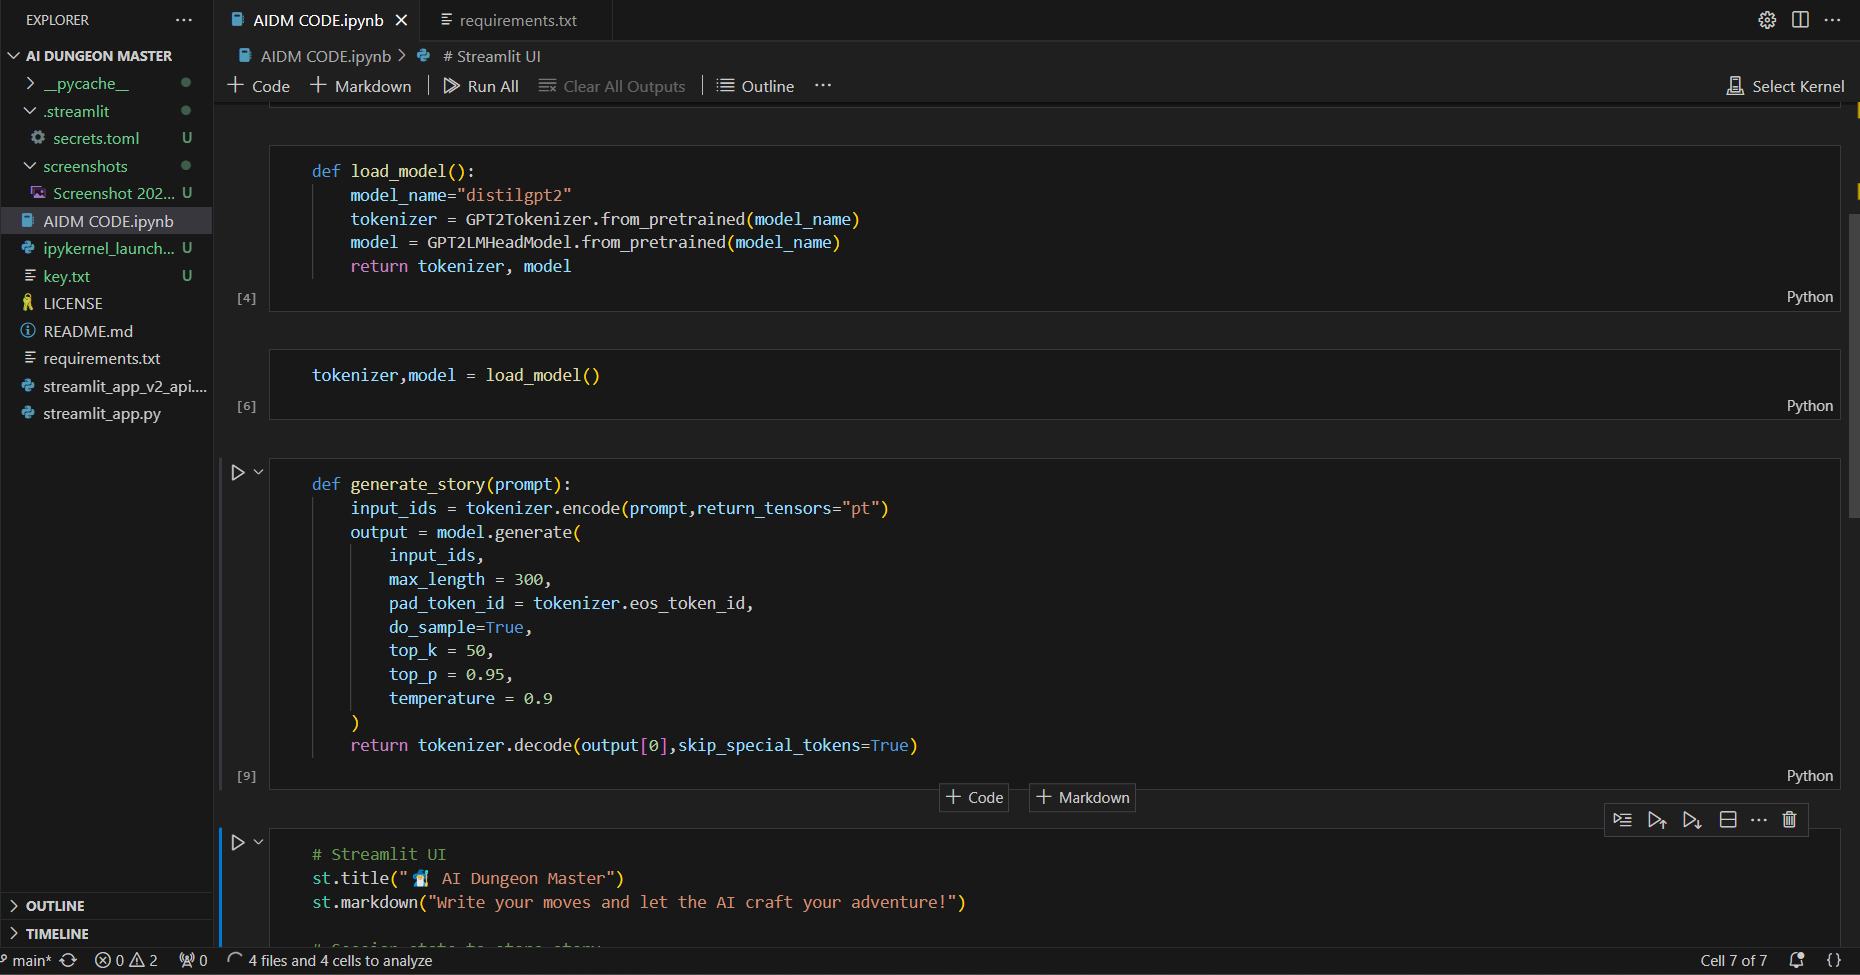 EXPLORER
AI DUNGEON MASTER
__pycache__
.streamlit
secrets.toml U
screenshots
Screenshot 202... U
AIDM CODE.ipynb
ipykernel_launch... U
key.txt U
LICENSE
README.md
requirements.txt
streamlit_app_v2_api....
streamlit_app.py
OUTLINE
TIMELINE
AIDM CODE.ipynb
requirements.txt
AIDM CODE.ipynb > # Streamlit UI
+ Code + Markdown Run All Clear All Outputs Outline ... Select Kernel
def load_model():
    model_name="distilgpt2"
    tokenizer = GPT2Tokenizer.from_pretrained(model_name)
    model = GPT2LMHeadModel.from_pretrained(model_name)
    return tokenizer, model
[4]
Python
tokenizer,model = load_model()
[6]
Python
def generate_story(prompt):
    input_ids = tokenizer.encode(prompt,return_tensors="pt")
    output = model.generate(
        input_ids,
        max_length = 300,
        pad_token_id = tokenizer.eos_token_id,
        do_sample=True,
        top_k = 50,
        top_p = 0.95,
        temperature = 0.9
    )
    return tokenizer.decode(output[0],skip_special_tokens=True)
[9]
Python
+ Code + Markdown
# Streamlit UI
st.title("🧙 AI Dungeon Master")
st.markdown("Write your moves and let the AI craft your adventure!")
main* 0 2 0 4 files and 4 cells to analyze
Cell 7 of 7 {}